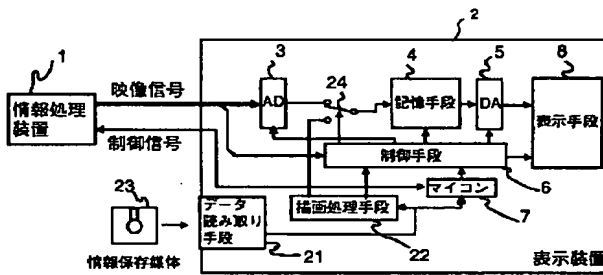 1
2
3
4
5
8
24
映像信号
AD
記憶手段
DA
表示手段
情報処理
装置
制御信号
制御手段
6
マイコン
7
23
データ
読み取り
手段
描画処理手段
21
22
情報保存媒体
表示装置